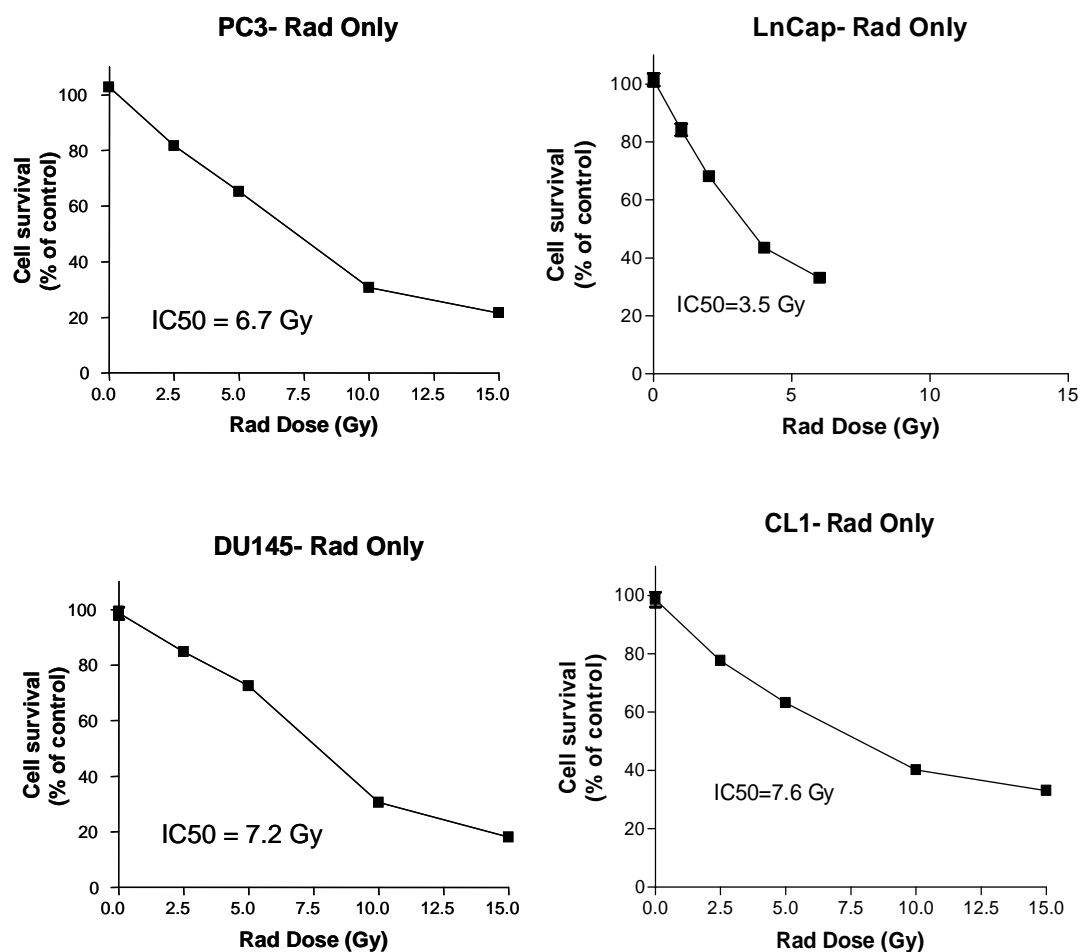 PC3- Rad Only
100
80
60
40
20
0
0.0 2.5 5.0 7.5 10.0 12.5 15.0
Cell survival
(% of control)
IC50 = 6.7 Gy
Rad Dose (Gy)
LnCap- Rad Only
100
80
60
40
20
0
0 5 10 15
Cell survival
(% of control)
IC50=3.5 Gy
Rad Dose (Gy)
DU145- Rad Only
100
80
60
40
20
0
0.0 2.5 5.0 7.5 10.0 12.5 15.0
Cell survival
(% of control)
IC50 = 7.2 Gy
Rad Dose (Gy)
CL1- Rad Only
100
80
60
40
20
0
0.0 2.5 5.0 7.5 10.0 12.5 15.0
Cell survival
(% of control)
IC50=7.6 Gy
Rad Dose (Gy)